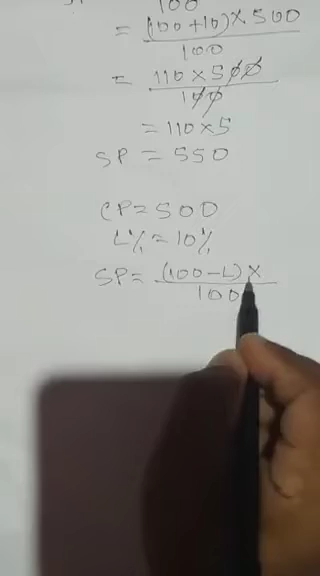 100
= (100+10) × 500
100
= 110 × 500
100
= 110 × 5
SP = 550
CP = 500
L% = 10%
SP = (100-L) ×
100